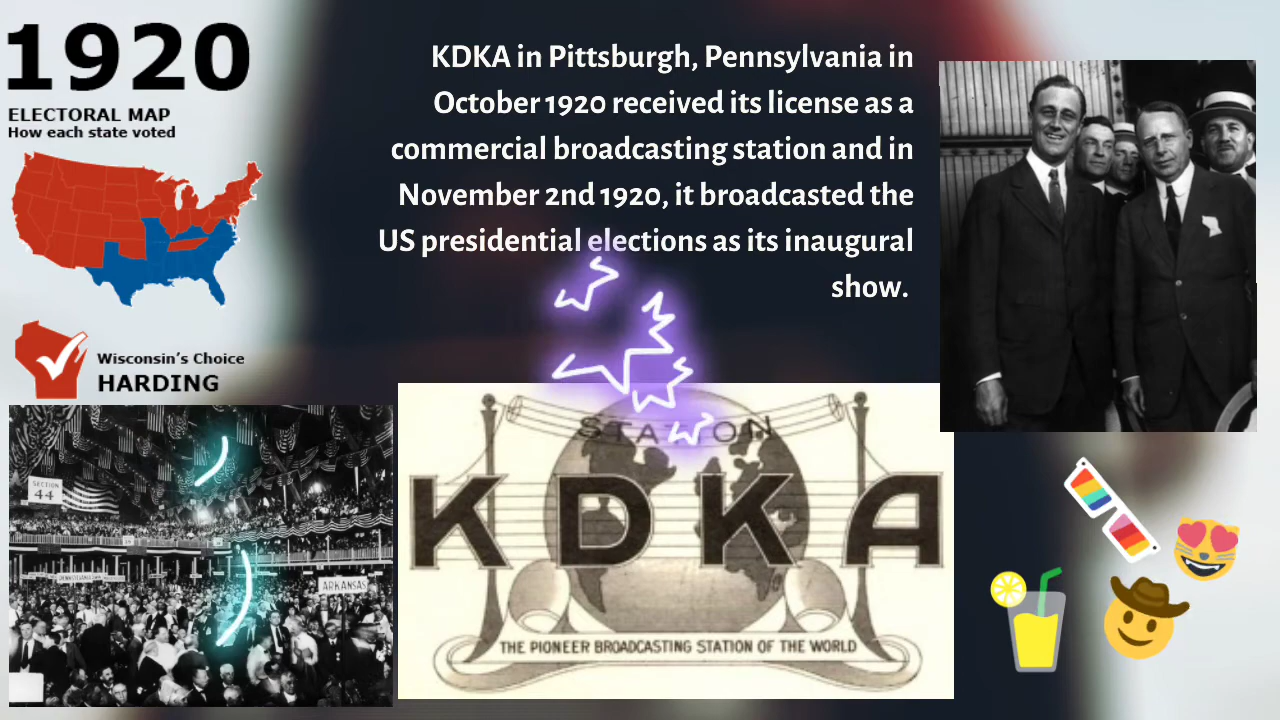 1920
ELECTORAL MAP
How each state voted
Wisconsin's Choice
HARDING
KDKA in Pittsburgh, Pennsylvania in
October 1920 received its license as a
commercial broadcasting station and in
November 2nd 1920, it broadcasted the
US presidential elections as its inaugural
show.
SECTION
44
PENNSYLVANIA
ARKANSAS
STATION
KDKA
THE PIONEER BROADCASTING STATION OF THE WORLD